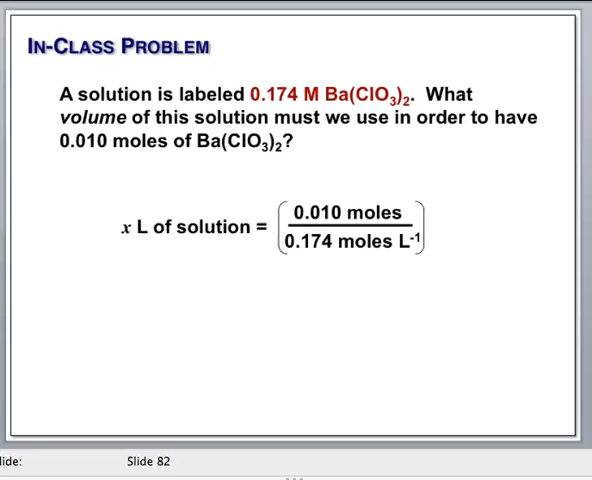 IN-CLASS PROBLEM
A solution is labeled 0.174 M Ba(ClO₃)₂. What
volume of this solution must we use in order to have
0.010 moles of Ba(ClO₃)₂?
0.010 moles
x L of solution =
0.174 moles L⁻¹
lide:
Slide 82